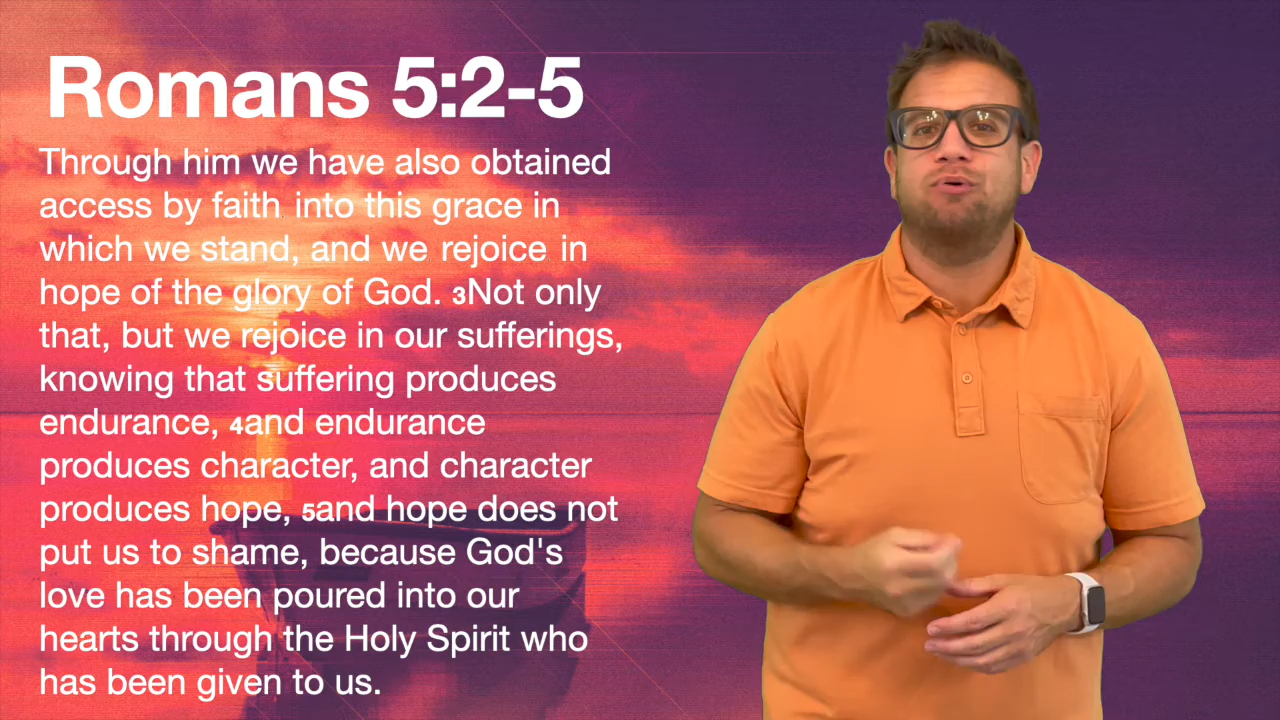 Romans 5:2-5
Through him we have also obtained
access by faith into this grace in
which we stand, and we rejoice in
hope of the glory of God. 3Not only
that, but we rejoice in our sufferings,
knowing that suffering produces
endurance, 4and endurance
produces character, and character
produces hope, 5and hope does not
put us to shame, because God's
love has been poured into our
hearts through the Holy Spirit who
has been given to us.